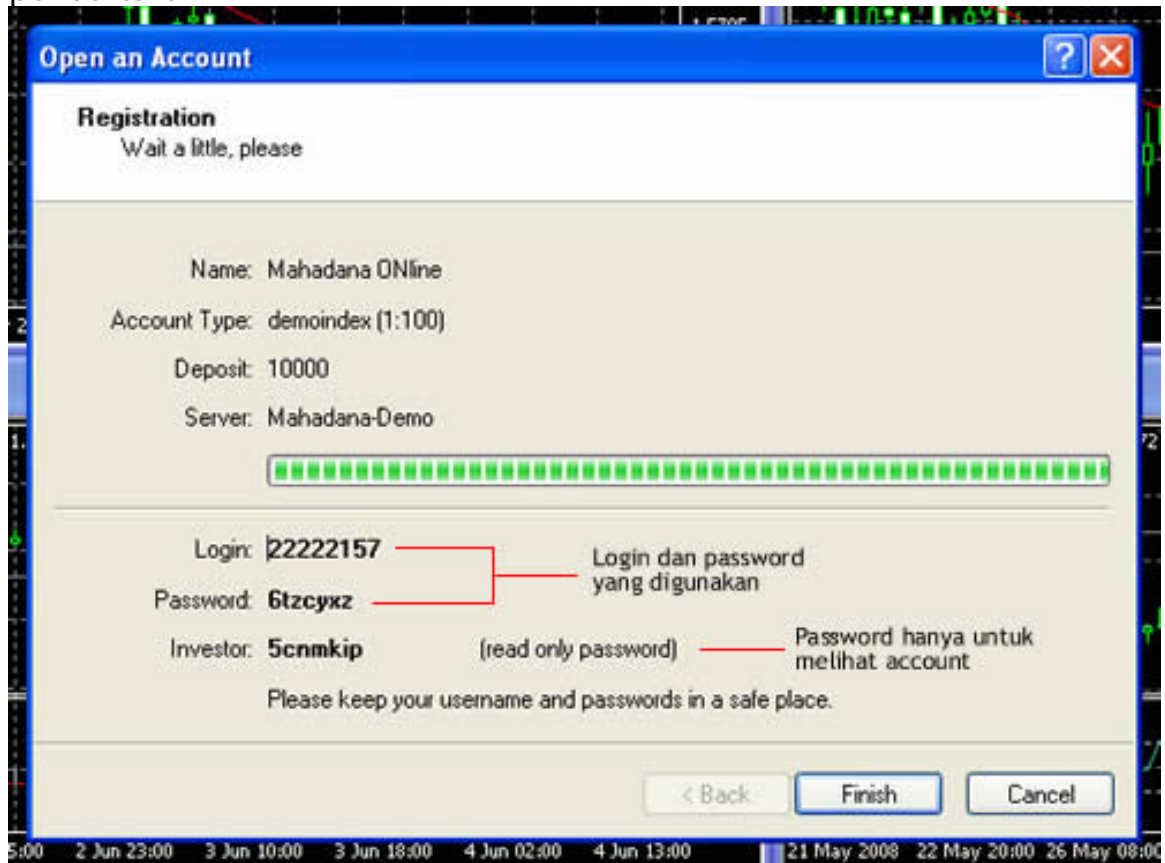 Open an Account
Registration
Wait a little, please
Name: Mahadana ONline
Account Type: demoindex (1:100)
Deposit: 10000
Server: Mahadana-Demo
Login: 22222157
Login dan password
yang digunakan
Password: 6tzcyxz
Investor: 5cnmkip (read only password)
Password hanya untuk
melihat account
Please keep your username and passwords in a safe place.
< Back Finish Cancel
5:00 2 Jun 23:00 3 Jun 10:00 3 Jun 18:00 4 Jun 02:00 4 Jun 13:00 21 May 2008 22 May 20:00 26 May 08:00